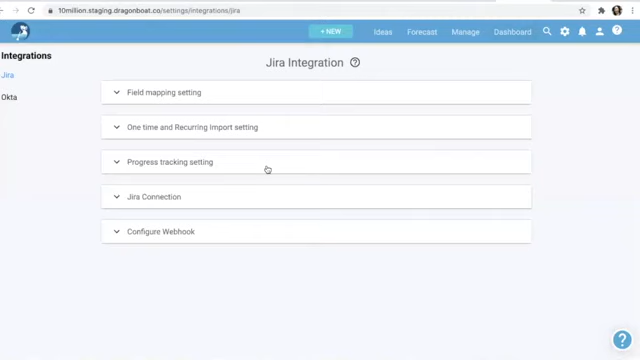 10million.staging.dragonboat.co/settings/integrations/jira
+ NEW
Ideas
Forecast
Manage
Dashboard
Integrations
Jira
Okta
Jira Integration
Field mapping setting
One time and Recurring Import setting
Progress tracking setting
Jira Connection
Configure Webhook